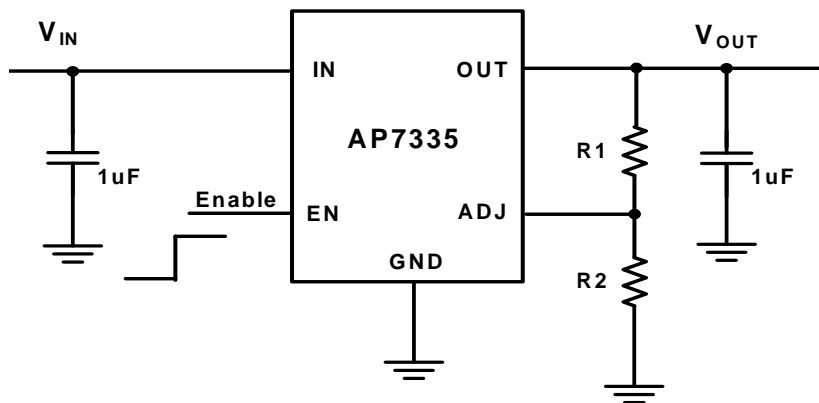 VIN
VOUT
IN
OUT
AP7335
R1
1uF
1uF
Enable
EN
ADJ
GND
R2